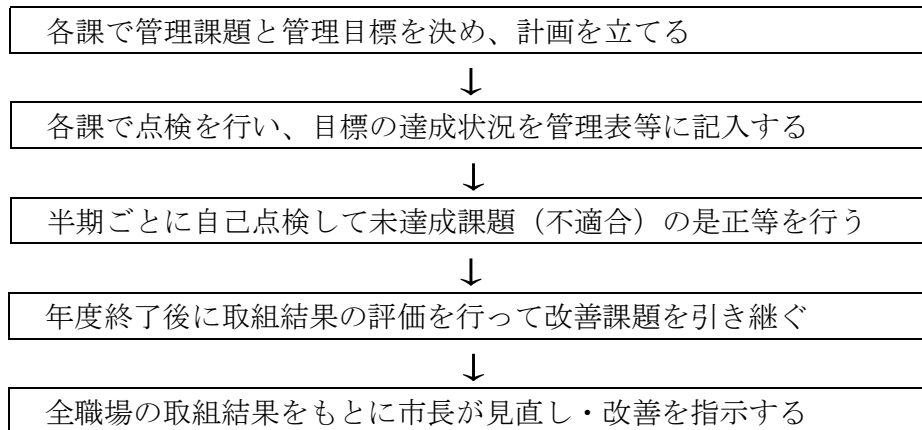 各課で管理課題と管理目標を決め、計画を立てる
↓
各課で点検を行い、目標の達成状況を管理表等に記入する
↓
半期ごとに自己点検して未達成課題（不適合）の是正等を行う
↓
年度終了後に取組結果の評価を行って改善課題を引き継ぐ
↓
全職場の取組結果をもとに市長が見直し・改善を指示する